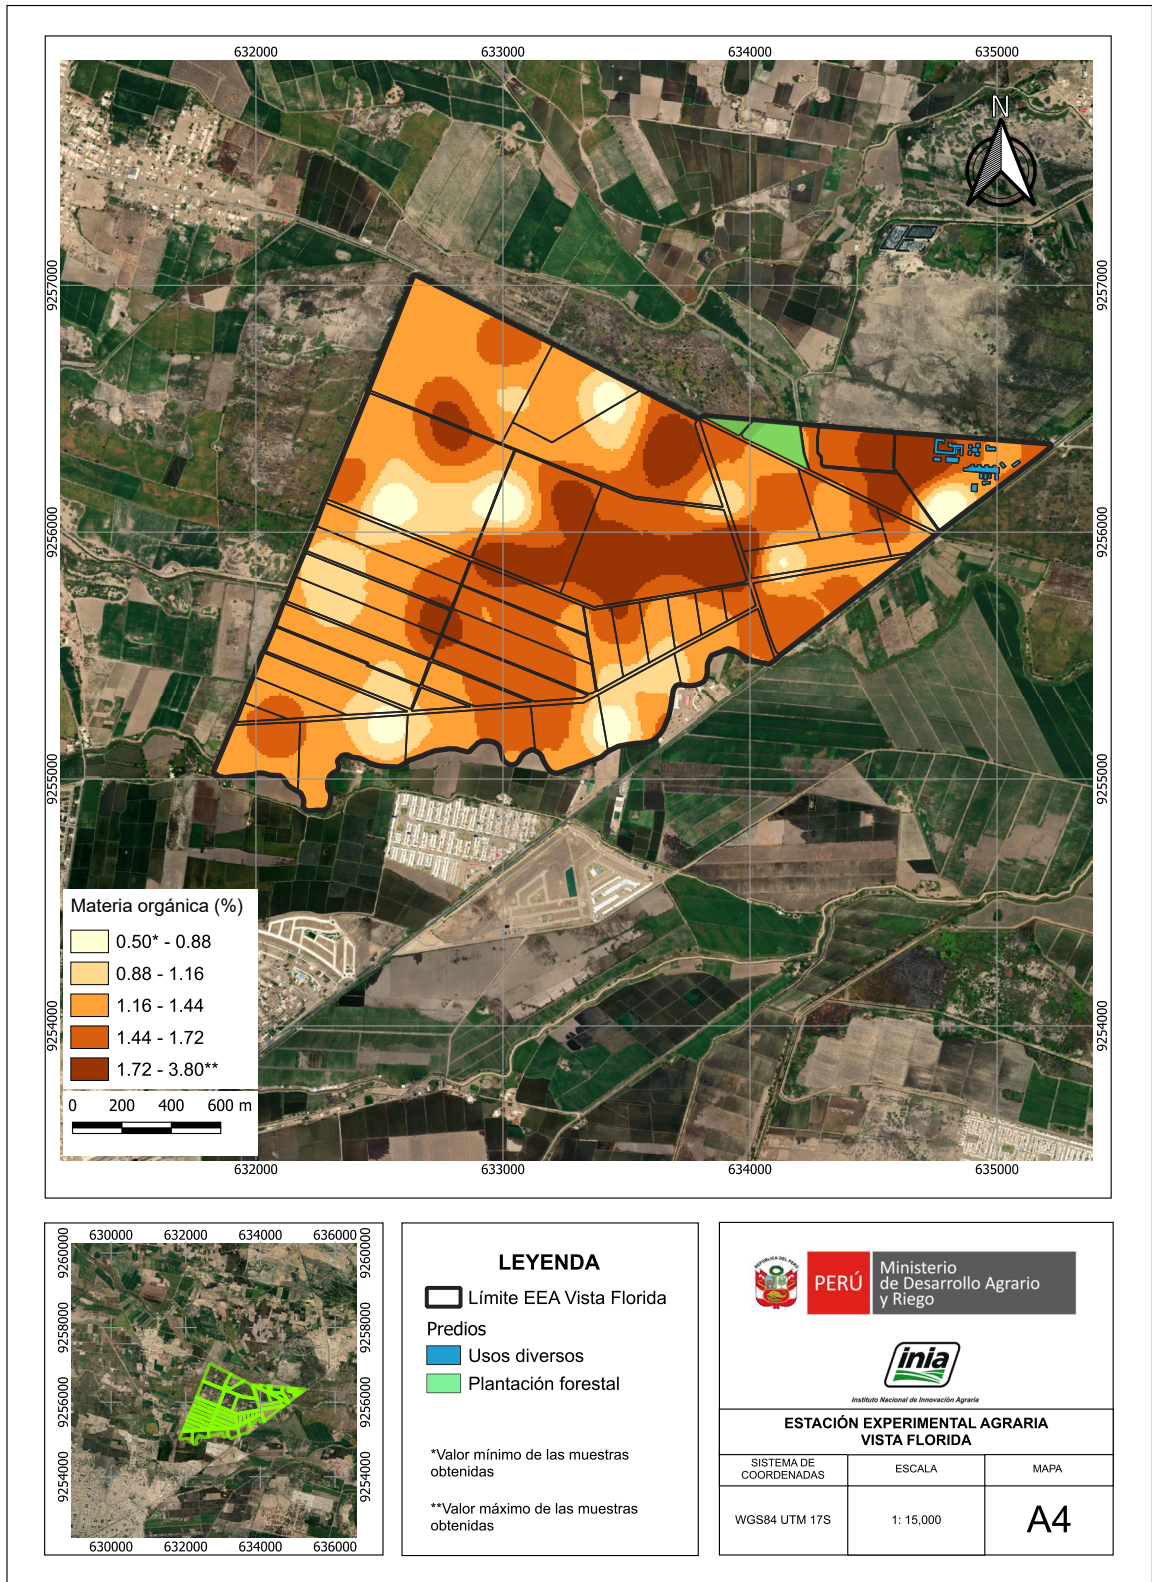 632000 633000 634000 635000
N
9257000 9257000
9256000 9256000
9255000 9255000
9254000 9254000
Materia orgánica (%)
0.50* - 0.88
0.88 - 1.16
1.16 - 1.44
1.44 - 1.72
1.72 - 3.80**
0 200 400 600 m
632000 633000 634000 635000
630000 632000 634000 636000
9260000 9260000
9258000 9258000
9256000 9256000
9254000 9254000
630000 632000 634000 636000
LEYENDA
Límite EEA Vista Florida
Predios
Usos diversos
Plantación forestal
*Valor mínimo de las muestras
obtenidas
**Valor máximo de las muestras
obtenidas
REPÚBLICA DEL PERÚ
PERÚ
Ministerio
de Desarrollo Agrario
y Riego
inia
Instituto Nacional de Innovación Agraria
ESTACIÓN EXPERIMENTAL AGRARIA
VISTA FLORIDA
SISTEMA DE
COORDENADAS
ESCALA
MAPA
WGS84 UTM 17S
1: 15,000
A4